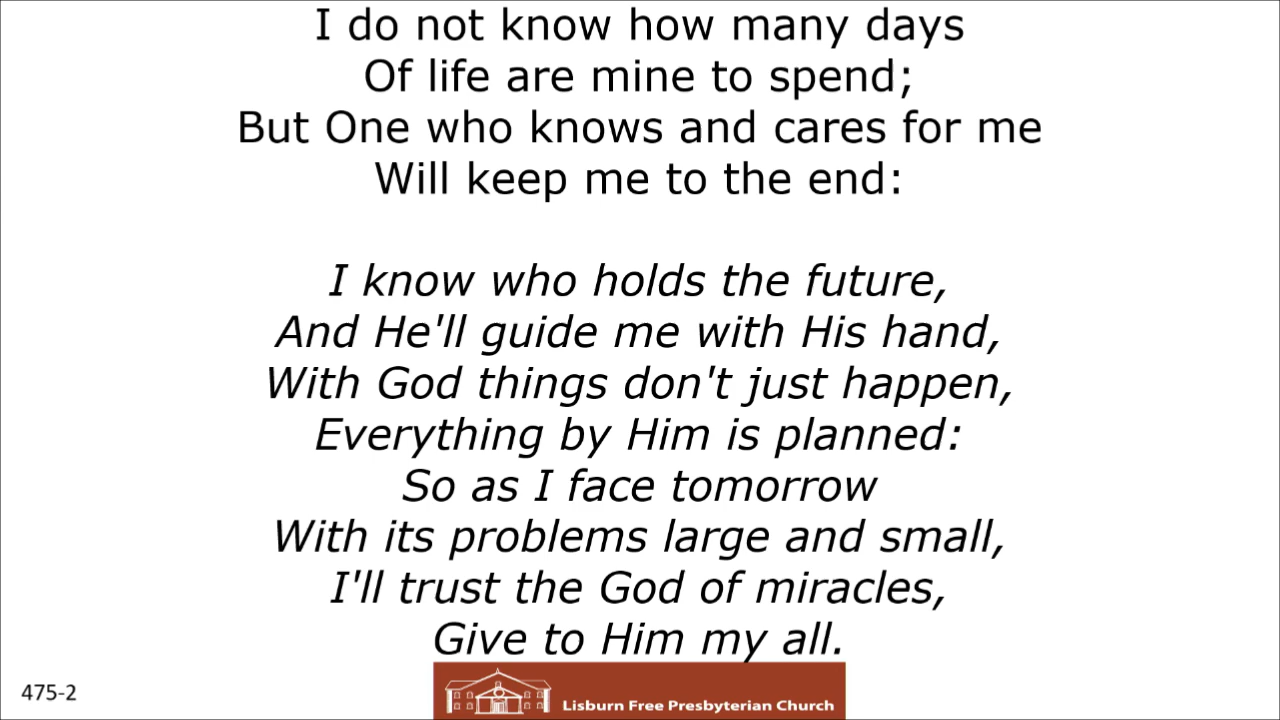 I do not know how many days
Of life are mine to spend;
But One who knows and cares for me
Will keep me to the end:
I know who holds the future,
And He'll guide me with His hand,
With God things don't just happen,
Everything by Him is planned:
So as I face tomorrow
With its problems large and small,
I'll trust the God of miracles,
Give to Him my all.
475-2
Lisburn Free Presbyterian Church